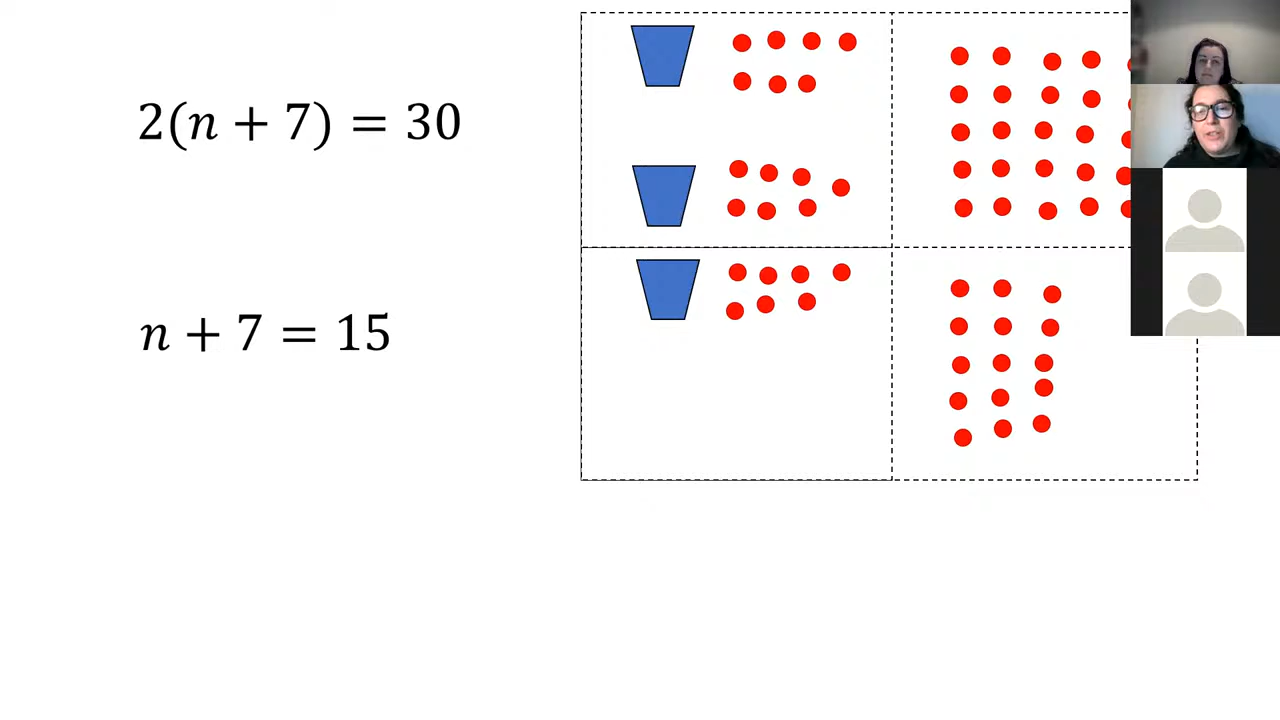 2(n + 7) = 30
n + 7 = 15